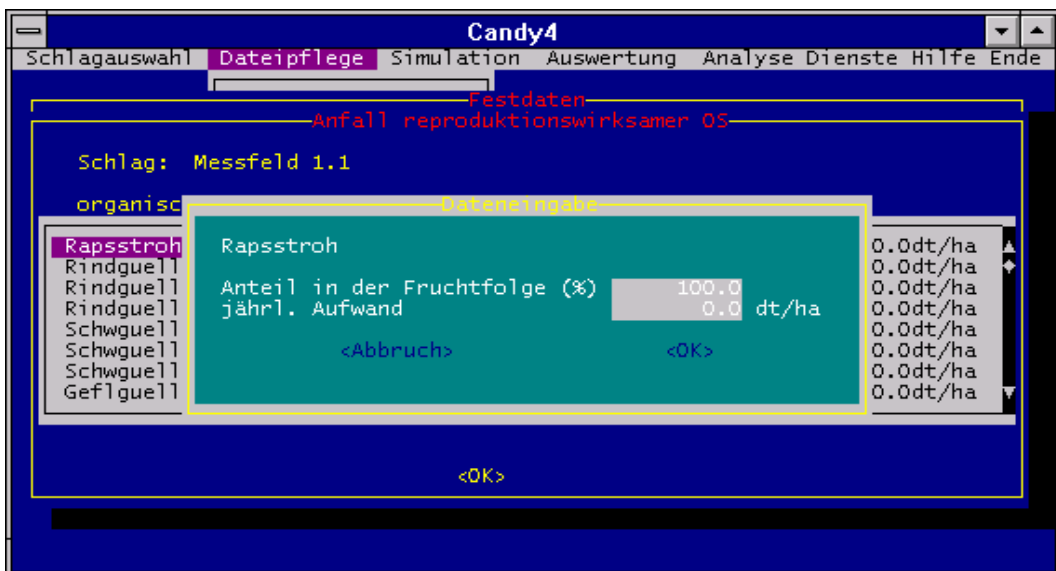 Candy4
Schlagauswahl Dateipflege Simulation Auswertung Analyse Dienste Hilfe Ende
Festdaten
Anfall reproduktionswirksamer OS
Schlag: Messfeld 1.1
organisc
Dateneingabe
Rapsstroh Rapsstroh 0.0dt/ha
Rindguell 0.0dt/ha
Rindguell Anteil in der Fruchtfolge (%) 100.0 0.0dt/ha
Rindguell jährl. Aufwand 0.0 dt/ha 0.0dt/ha
Schwguell 0.0dt/ha
Schwguell <Abbruch> <OK> 0.0dt/ha
Schwguell 0.0dt/ha
Geflguell 0.0dt/ha
<OK>